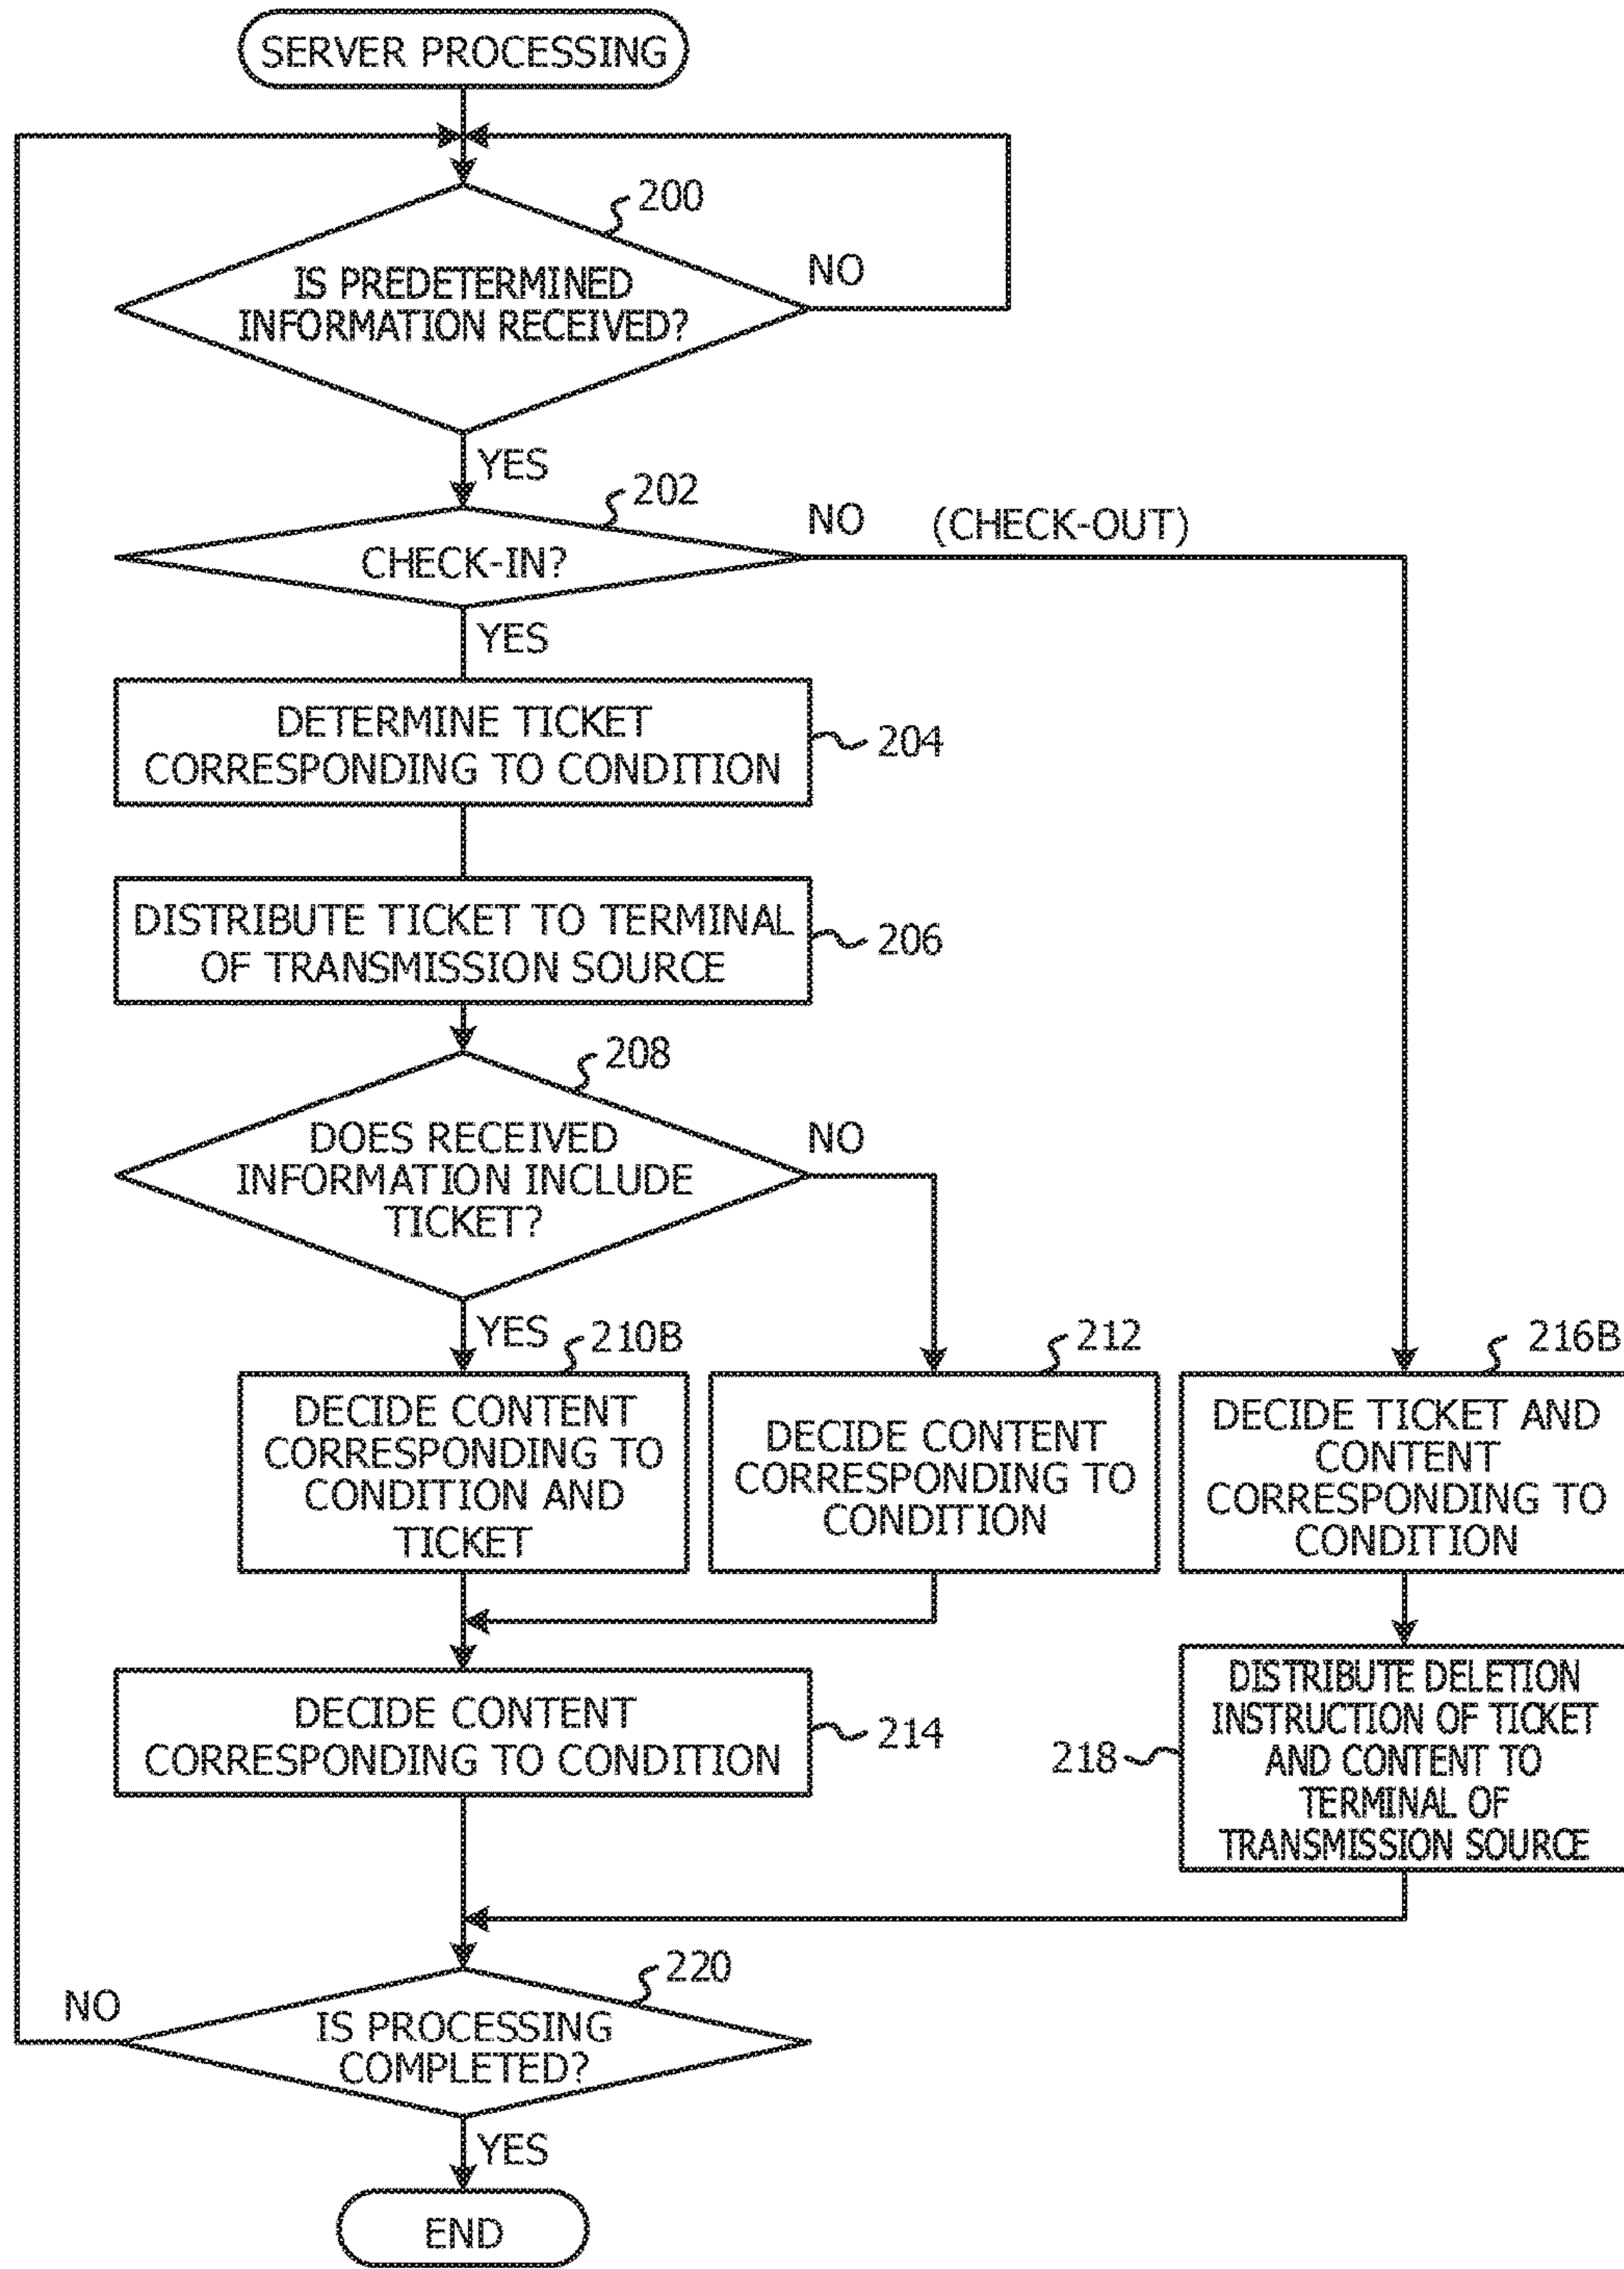 SERVER PROCESSING
200
IS PREDETERMINED
INFORMATION RECEIVED?
NO
YES
202
CHECK-IN?
NO (CHECK-OUT)
YES
DETERMINE TICKET
CORRESPONDING TO CONDITION
204
DISTRIBUTE TICKET TO TERMINAL
OF TRANSMISSION SOURCE
206
208
DOES RECEIVED
INFORMATION INCLUDE
TICKET?
NO
YES
210B
DECIDE CONTENT
CORRESPONDING TO
CONDITION AND
TICKET
212
DECIDE CONTENT
CORRESPONDING TO
CONDITION
216B
DECIDE TICKET AND
CONTENT
CORRESPONDING TO
CONDITION
DECIDE CONTENT
CORRESPONDING TO CONDITION
214
218
DISTRIBUTE DELETION
INSTRUCTION OF TICKET
AND CONTENT TO
TERMINAL OF
TRANSMISSION SOURCE
220
IS PROCESSING
COMPLETED?
NO
YES
END